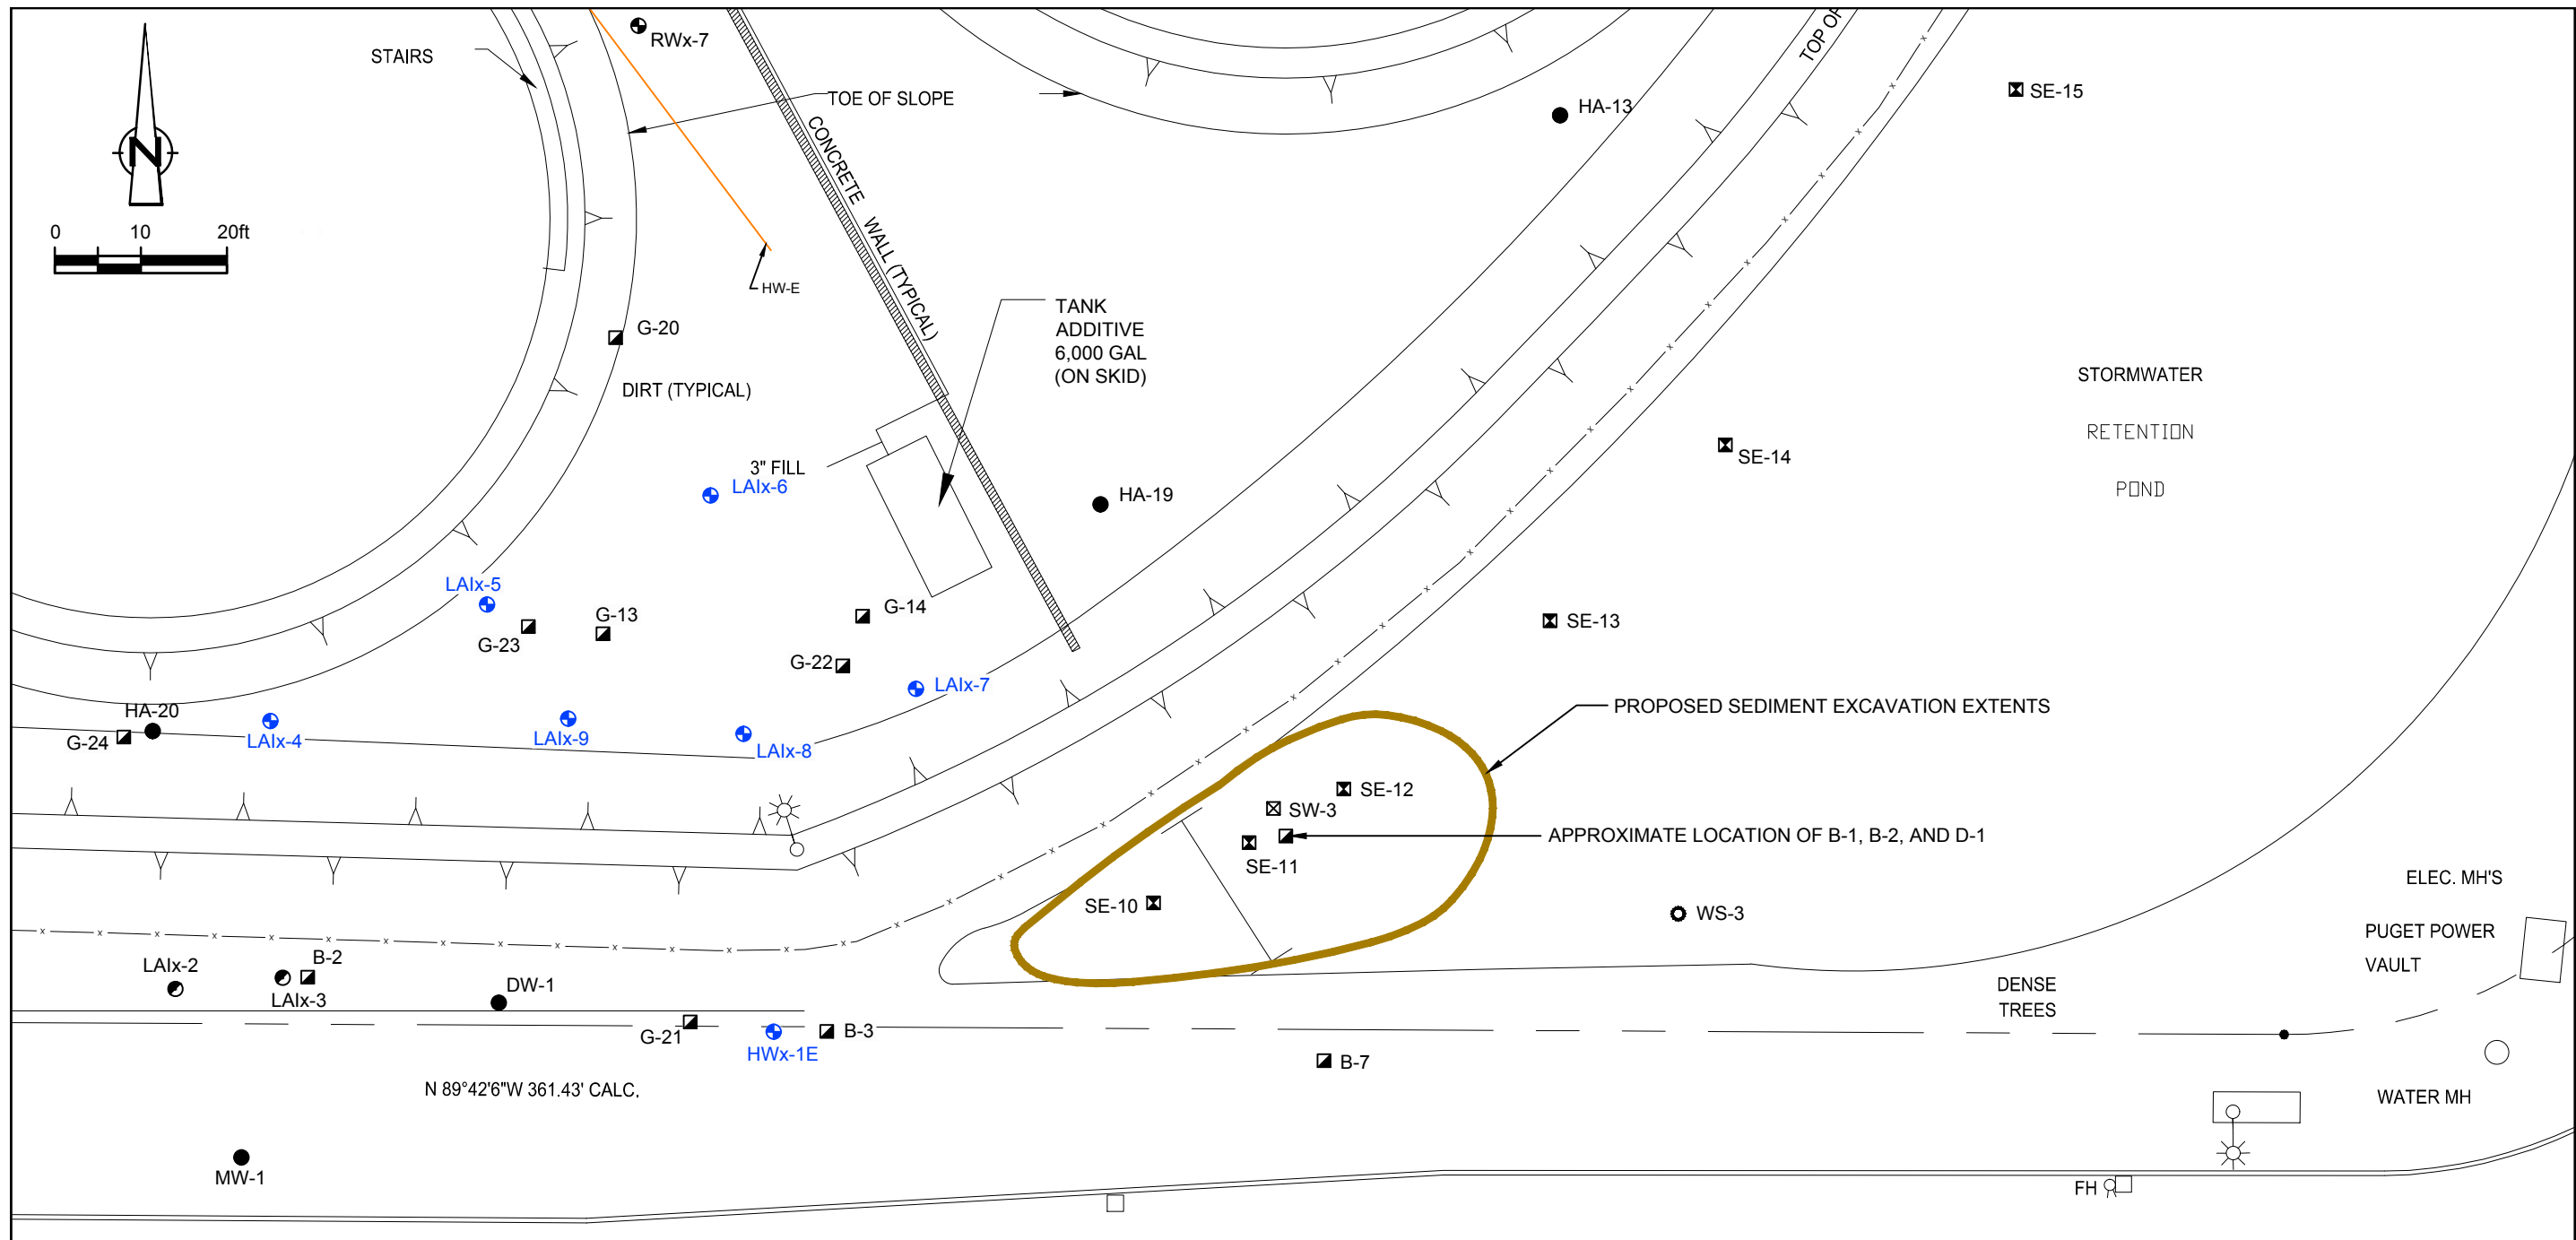 RWx-7
TOP OF
STAIRS
TOE OF SLOPE
SE-15
HA-13
N
CONCRETE WALL (TYPICAL)
0 10 20ft
HW-E
TANK
ADDITIVE
6,000 GAL
(ON SKID)
G-20
DIRT (TYPICAL)
STORMWATER
RETENTION
POND
3" FILL
LAIx-6
HA-19
SE-14
LAIx-5
G-23
G-13
G-14
G-22
LAIx-7
SE-13
HA-20
G-24
LAIx-4
LAIx-9
LAIx-8
PROPOSED SEDIMENT EXCAVATION EXTENTS
SE-12
SW-3
APPROXIMATE LOCATION OF B-1, B-2, AND D-1
SE-11
SE-10
WS-3
ELEC. MH'S
PUGET POWER
VAULT
LAIx-2
B-2
LAIx-3
DW-1
DENSE
TREES
G-21
HWx-1E
B-3
B-7
N 89°42'6"W 361.43' CALC.
WATER MH
MW-1
FH
x x x x x x x x x x x x x x x x x x x x x x x x x x x x x x x x x x